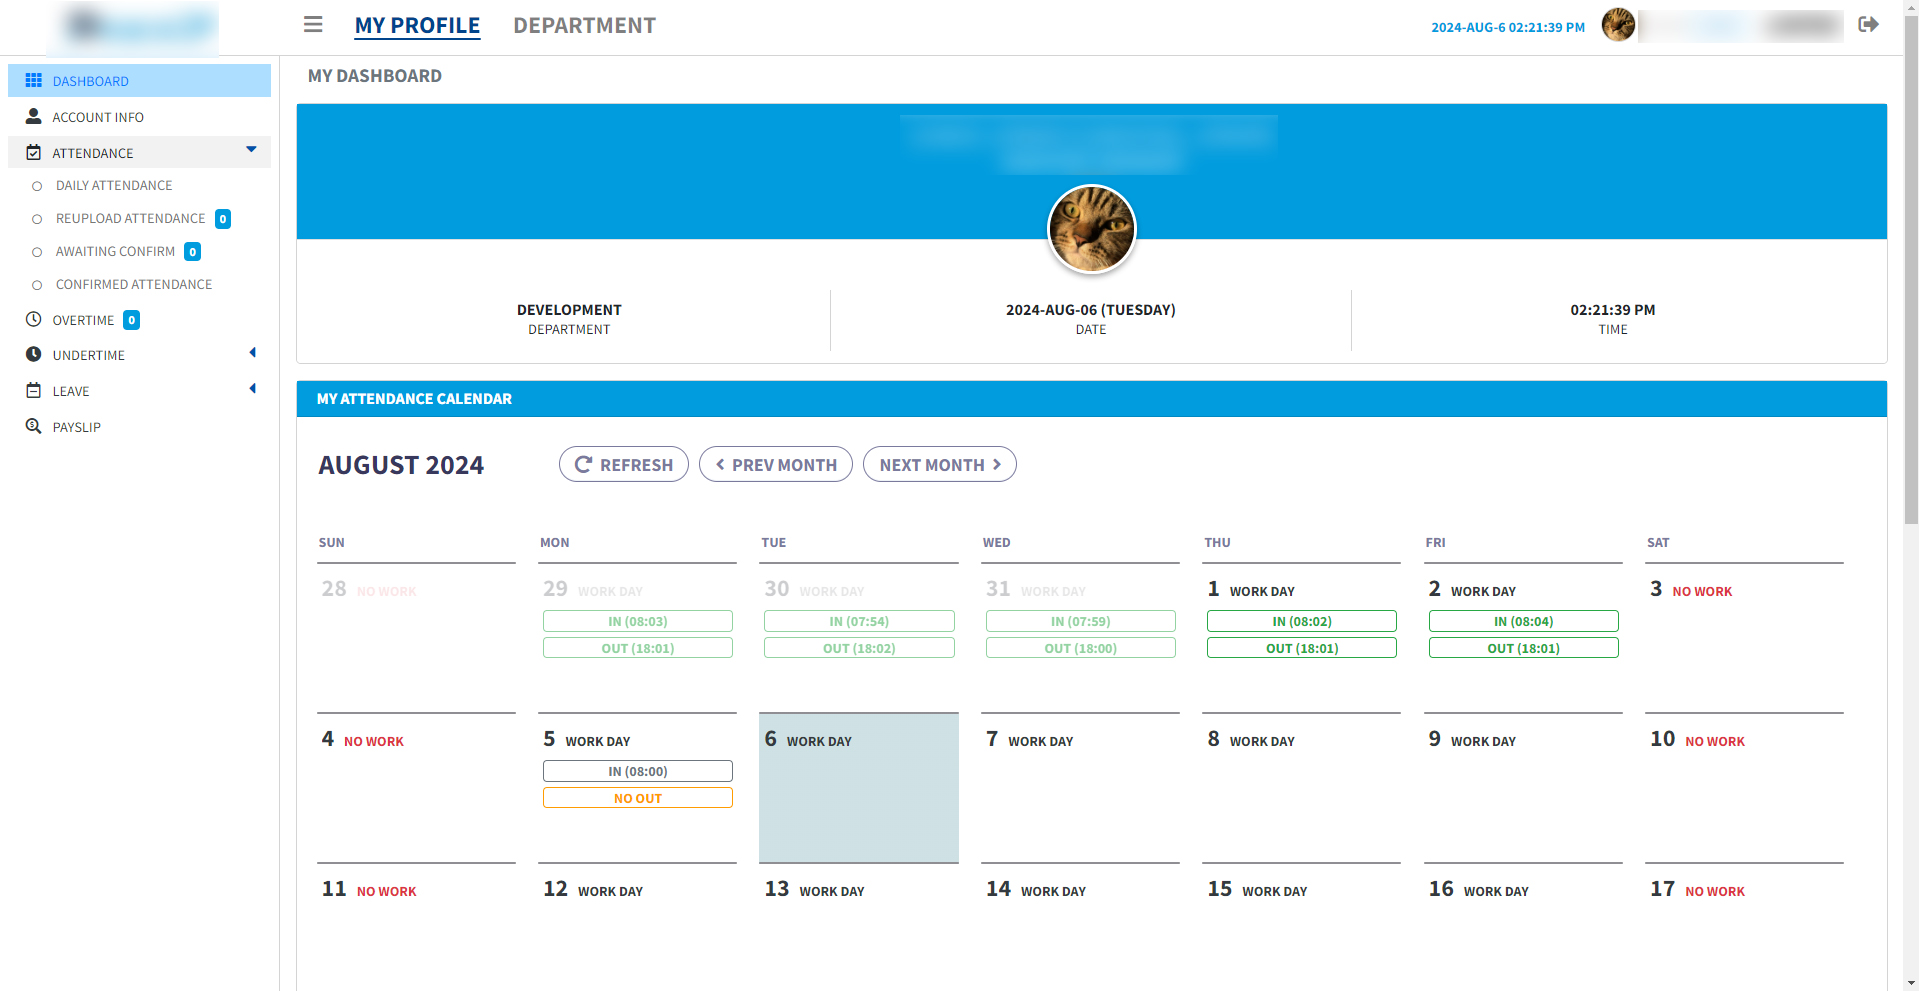 MY PROFILE DEPARTMENT 2024-AUG-6 02:21:39 PM
DASHBOARD
ACCOUNT INFO
ATTENDANCE
DAILY ATTENDANCE
REUPLOAD ATTENDANCE 0
AWAITING CONFIRM 0
CONFIRMED ATTENDANCE
OVERTIME 0
UNDERTIME
LEAVE
PAYSLIP
MY DASHBOARD
DEVELOPMENT
DEPARTMENT
2024-AUG-06 (TUESDAY)
DATE
02:21:39 PM
TIME
MY ATTENDANCE CALENDAR
AUGUST 2024 REFRESH PREV MONTH NEXT MONTH
SUN MON TUE WED THU FRI SAT
28 NO WORK 29 WORK DAY 30 WORK DAY 31 WORK DAY 1 WORK DAY 2 WORK DAY 3 NO WORK
IN (08:03) IN (07:54) IN (07:59) IN (08:02) IN (08:04)
OUT (18:01) OUT (18:02) OUT (18:00) OUT (18:01) OUT (18:01)
4 NO WORK 5 WORK DAY 6 WORK DAY 7 WORK DAY 8 WORK DAY 9 WORK DAY 10 NO WORK
IN (08:00)
NO OUT
11 NO WORK 12 WORK DAY 13 WORK DAY 14 WORK DAY 15 WORK DAY 16 WORK DAY 17 NO WORK